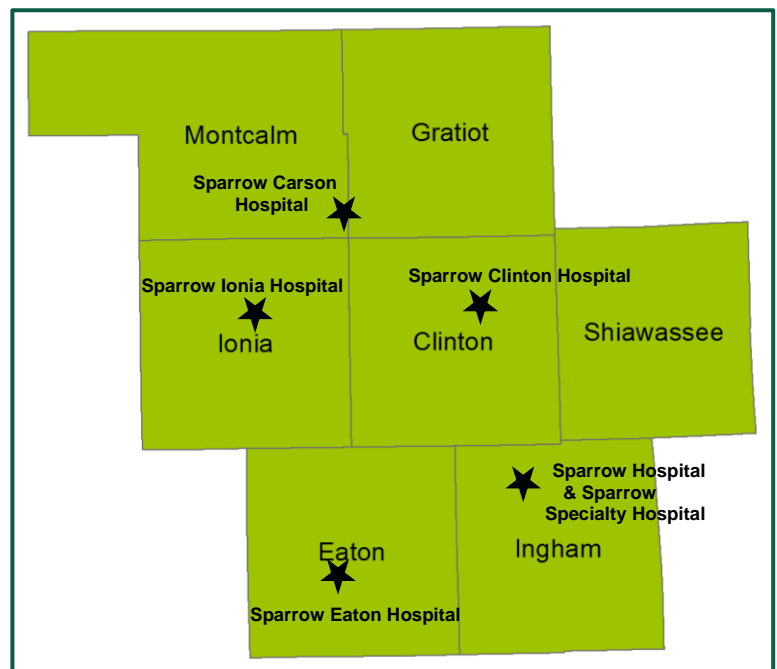 Montcalm
Gratiot
Sparrow Carson
Hospital
Sparrow Ionia Hospital
Sparrow Clinton Hospital
Ionia
Clinton
Shiawassee
Sparrow Hospital
& Sparrow
Specialty Hospital
Eaton
Ingham
Sparrow Eaton Hospital